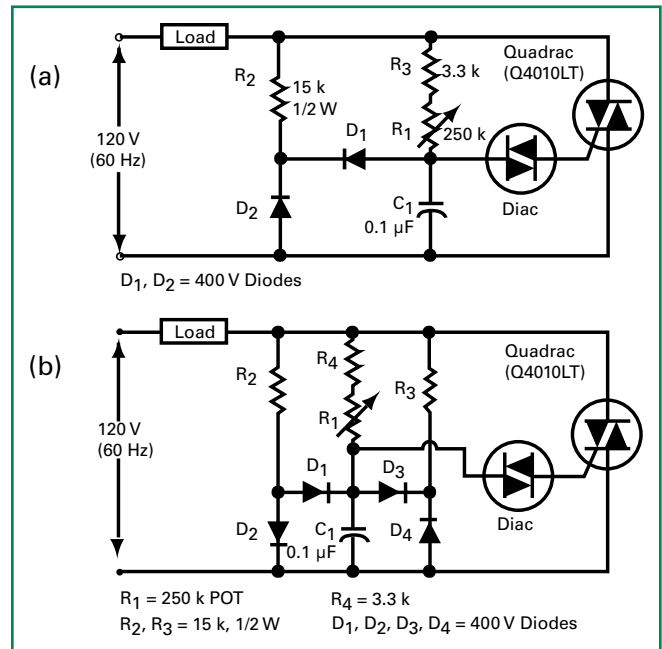 (a)
Load
Quadrac
(Q4010LT)
R2
15 k
1/2 W
R3
3.3 k
R1
250 k
120 V
(60 Hz)
D1
D2
C1
0.1 µF
Diac
D1, D2 = 400 V Diodes
(b)
Load
Quadrac
(Q4010LT)
R2
R4
R1
R3
120 V
(60 Hz)
D1
D3
D2
C1
0.1 µF
D4
Diac
R1 = 250 k POT
R2, R3 = 15 k, 1/2 W
R4 = 3.3 k
D1, D2, D3, D4 = 400 V Diodes